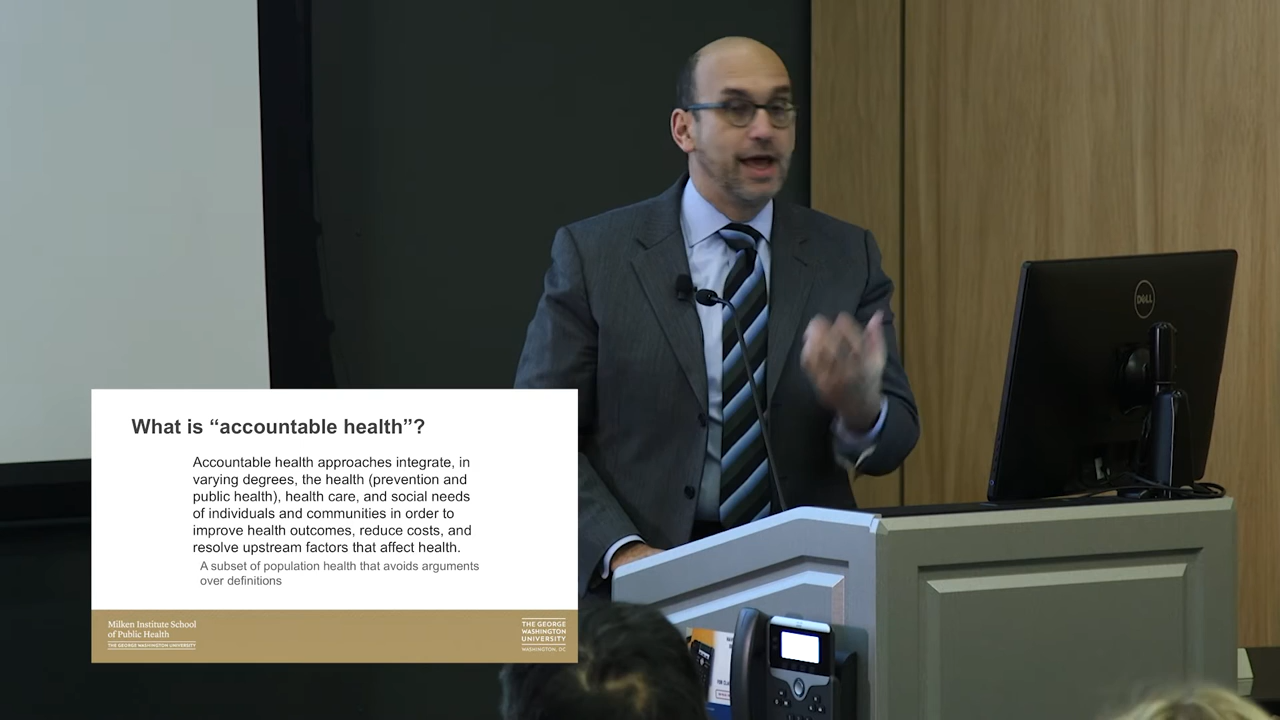 DELL
What is “accountable health”?
Accountable health approaches integrate, in
varying degrees, the health (prevention and
public health), health care, and social needs
of individuals and communities in order to
improve health outcomes, reduce costs, and
resolve upstream factors that affect health.
A subset of population health that avoids arguments
over definitions
Milken Institute School
of Public Health
THE GEORGE WASHINGTON UNIVERSITY
THE GEORGE
WASHINGTON
UNIVERSITY
WASHINGTON, DC